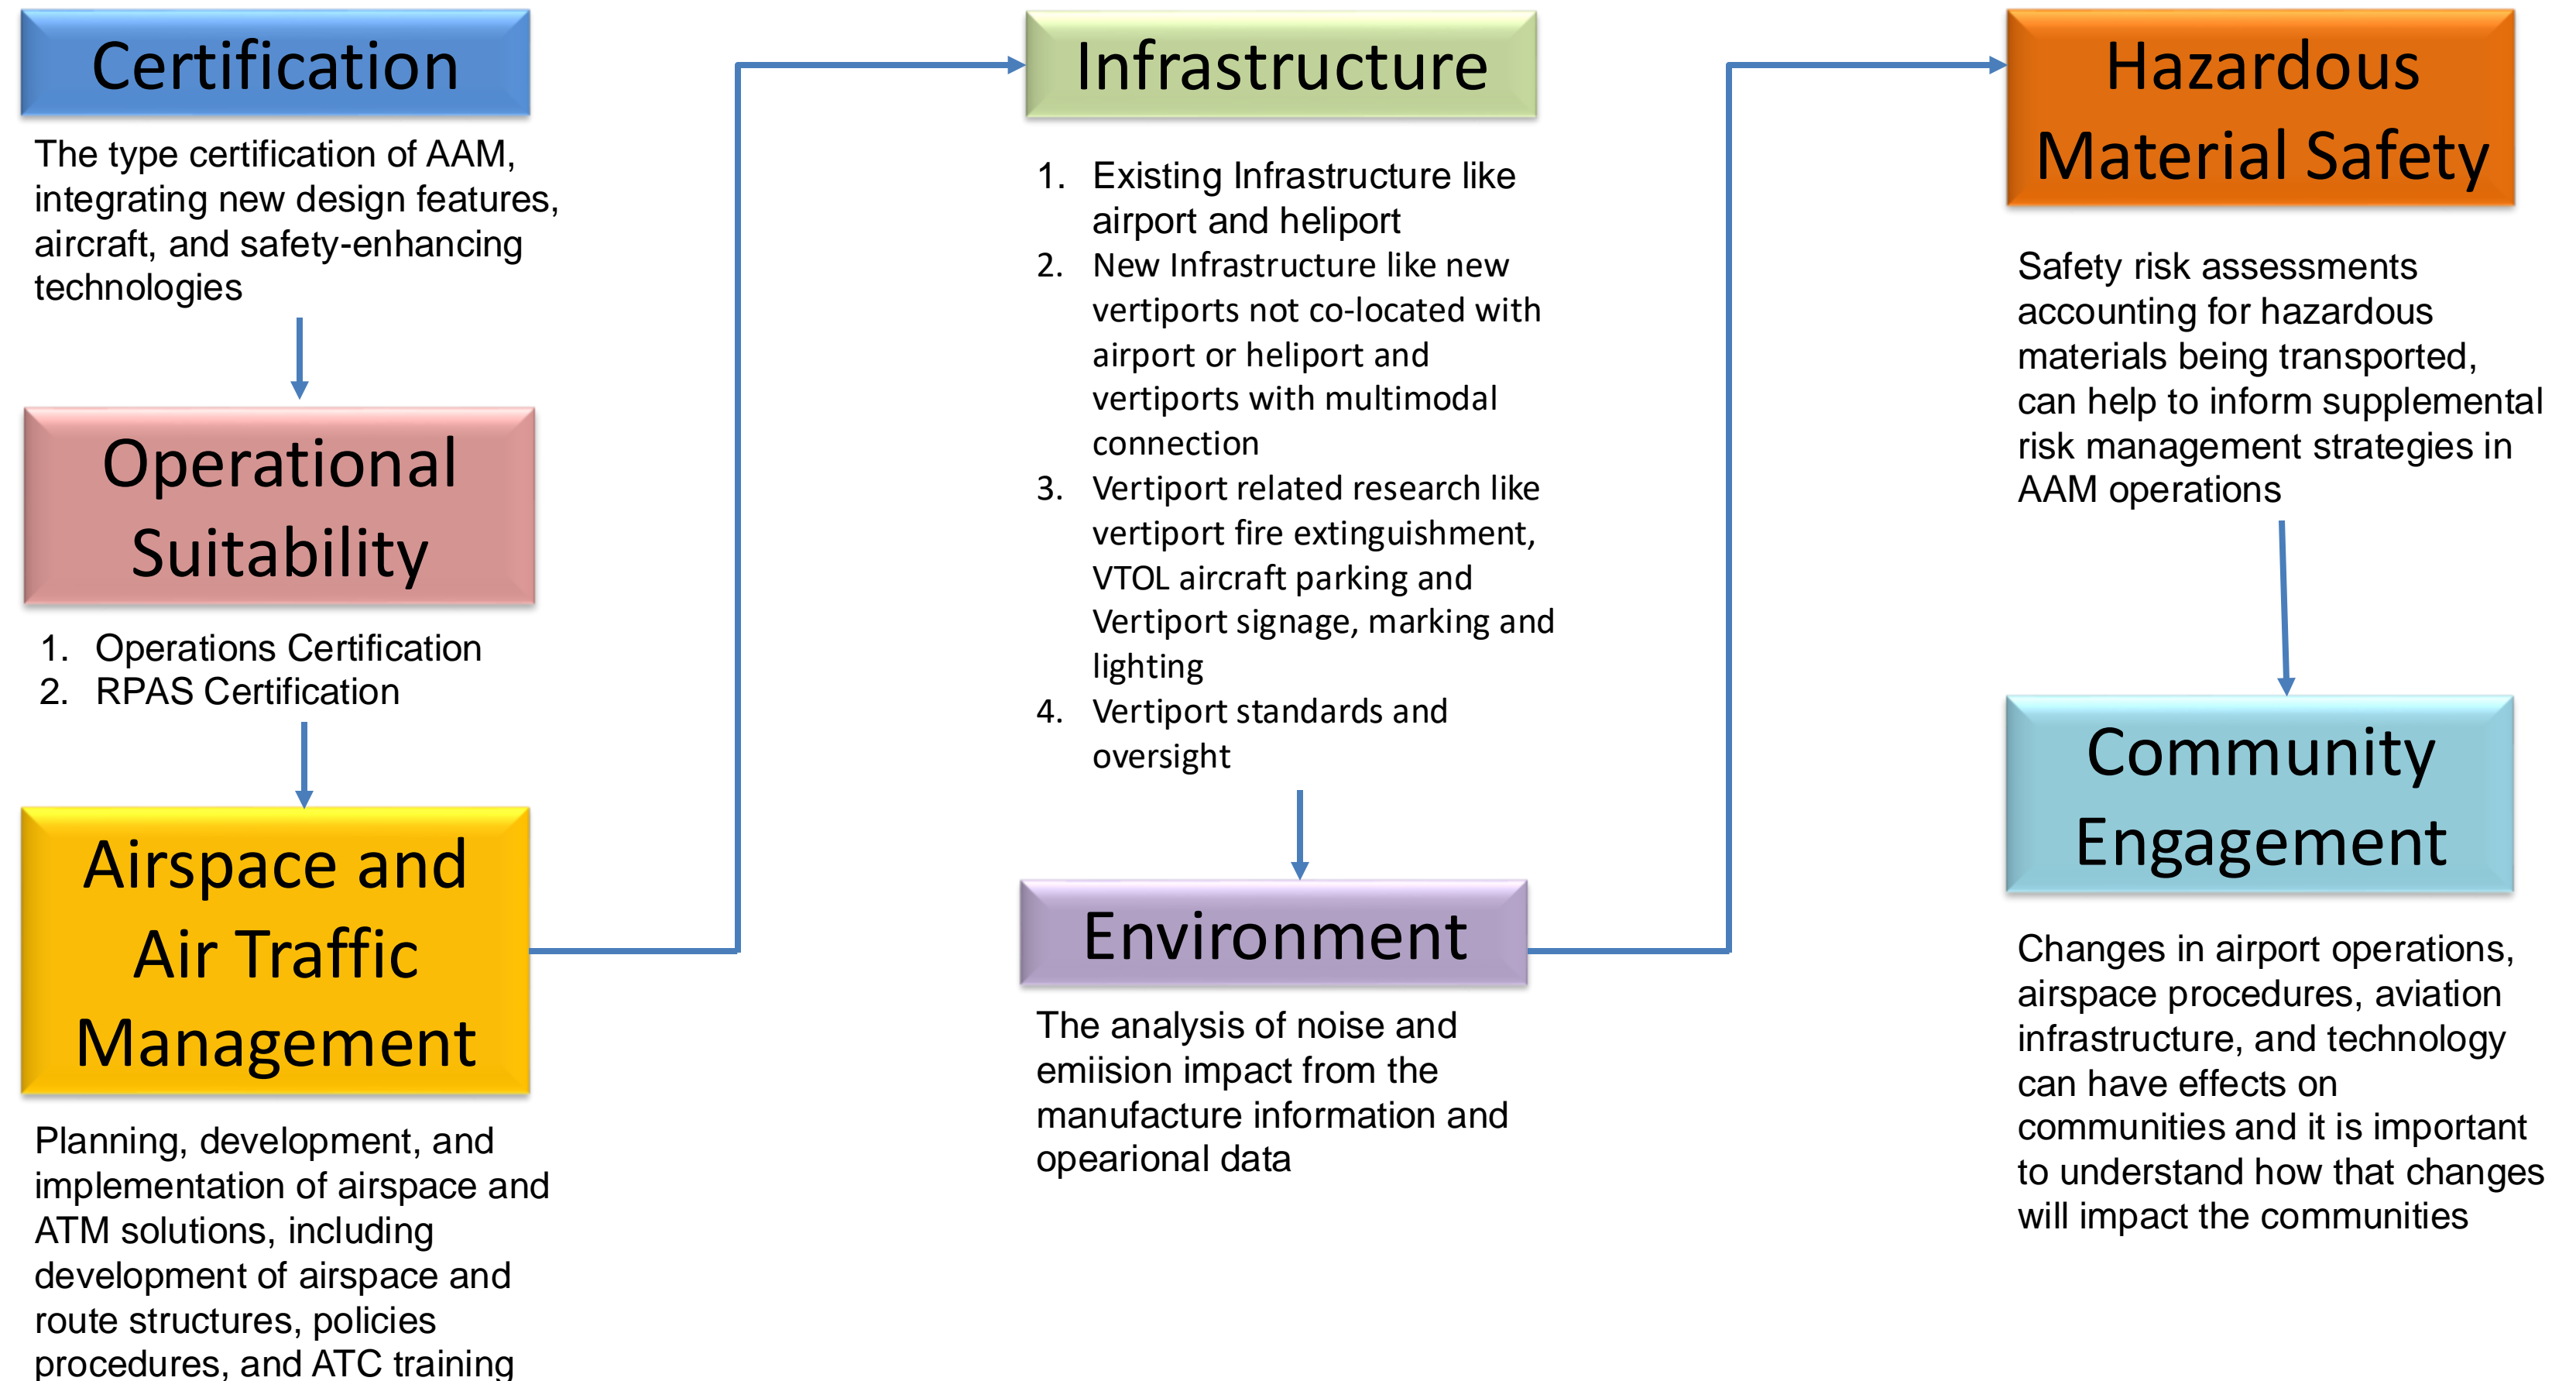 Certification
The type certification of AAM,
integrating new design features,
aircraft, and safety-enhancing
technologies
Operational
Suitability
1. Operations Certification
2. RPAS Certification
Airspace and
Air Traffic
Management
Planning, development, and
implementation of airspace and
ATM solutions, including
development of airspace and
route structures, policies
procedures, and ATC training
Infrastructure
1. Existing Infrastructure like
airport and heliport
2. New Infrastructure like new
vertiports not co-located with
airport or heliport and
vertiports with multimodal
connection
3. Vertiport related research like
vertiport fire extinguishment,
VTOL aircraft parking and
Vertiport signage, marking and
lighting
4. Vertiport standards and
oversight
Environment
The analysis of noise and
emiision impact from the
manufacture information and
opearional data
Hazardous
Material Safety
Safety risk assessments
accounting for hazardous
materials being transported,
can help to inform supplemental
risk management strategies in
AAM operations
Community
Engagement
Changes in airport operations,
airspace procedures, aviation
infrastructure, and technology
can have effects on
communities and it is important
to understand how that changes
will impact the communities